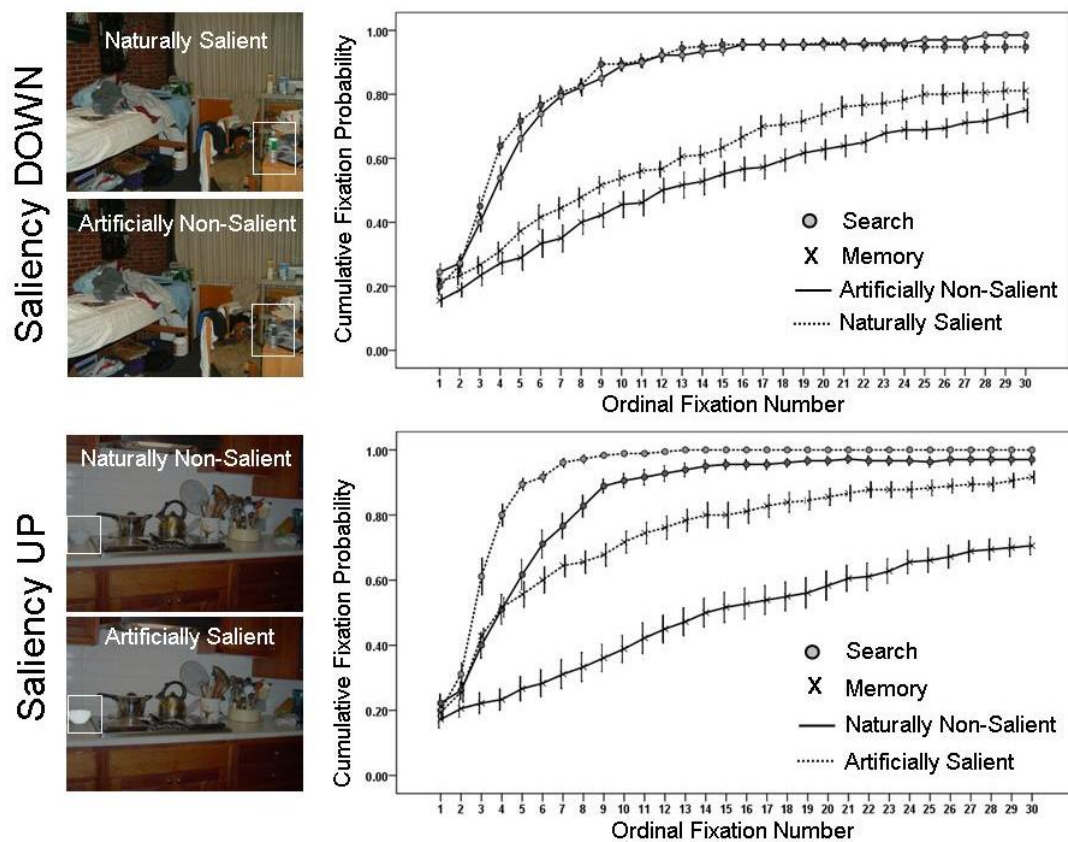 Saliency DOWN
Naturally Salient
Artificially Non-Salient
Cumulative Fixation Probability
1.00
0.80
0.60
0.40
0.20
0.00
Search
Memory
Artificially Non-Salient
Naturally Salient
1 2 3 4 5 6 7 8 9 10 11 12 13 14 15 16 17 18 19 20 21 22 23 24 25 26 27 28 29 30
Ordinal Fixation Number
Saliency UP
Naturally Non-Salient
Artificially Salient
Cumulative Fixation Probability
1.00
0.80
0.60
0.40
0.20
0.00
Search
Memory
Naturally Non-Salient
Artificially Salient
1 2 3 4 5 6 7 8 9 10 11 12 13 14 15 16 17 18 19 20 21 22 23 24 25 26 27 28 29 30
Ordinal Fixation Number